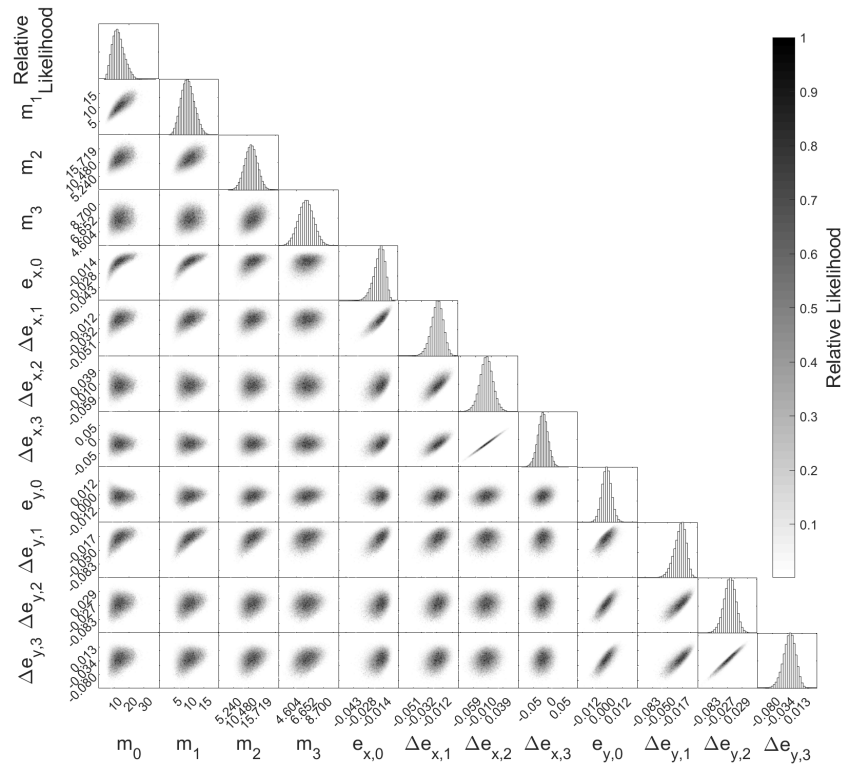 Relative
Likelihood
m1
5 10 15
m2
5.240 10.480 15.719
m3
4.604 6.652 8.700
ex,0
-0.043 -0.028 -0.014
Δex,1
-0.051 -0.032 -0.012
Δex,2
-0.059 -0.010 0.039
Δex,3
-0.05 0 0.05
ey,0
-0.012 0.000 0.012
Δey,1
-0.083 -0.050 -0.017
Δey,2
-0.083 -0.027 0.029
Δey,3
-0.080 -0.034 0.013
10 20 30
5 10 15
5.240 10.480 15.719
4.604 6.652 8.700
-0.043 -0.028 -0.014
-0.051 -0.032 -0.012
-0.059 -0.010 0.039
-0.05 0 0.05
-0.012 0.000 0.012
-0.083 -0.050 -0.017
-0.083 -0.027 0.029
-0.080 -0.034 0.013
m0 m1 m2 m3 ex,0 Δex,1 Δex,2 Δex,3 ey,0 Δey,1 Δey,2 Δey,3
1
0.9
0.8
0.7
0.6
0.5
0.4
0.3
0.2
0.1
Relative Likelihood